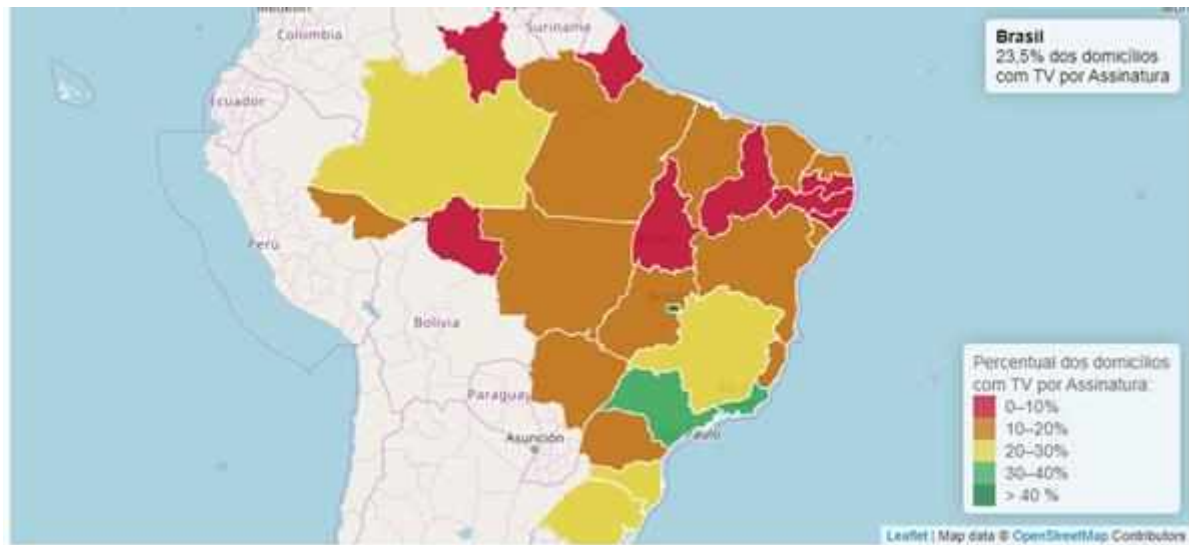 Colombia
Suriname
Ecuador
Perú
Bolivia
Paraguay
Asunción
Brasil
23,5% dos domicílios
com TV por Assinatura
Percentual dos domicílios
com TV por Assinatura:
0–10%
10–20%
20–30%
30–40%
> 40 %
Leaflet | Map data © OpenStreetMap Contributors